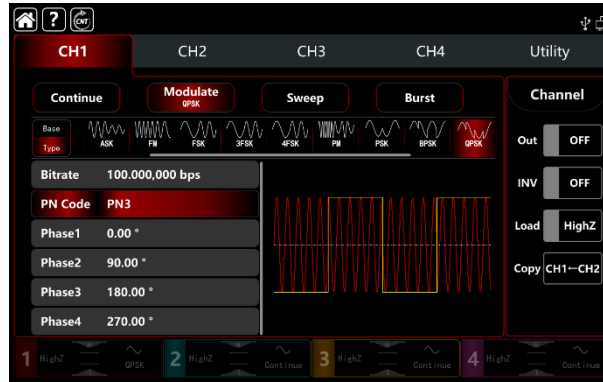 ? CNT
CH1 CH2 CH3 CH4 Utility
Continue Modulate QPSK Sweep Burst Channel
Base Type ASK FM FSK 3FSK 4FSK PM PSK BPSK QPSK
Out OFF
Bitrate 100.000,000 bps
INV OFF
PN Code PN3
Phase1 0.00 °
Load HighZ
Phase2 90.00 °
Copy CH1←CH2
Phase3 180.00 °
Phase4 270.00 °
1 HighZ QPSK 2 HighZ Continue 3 HighZ Continue 4 HighZ Continue